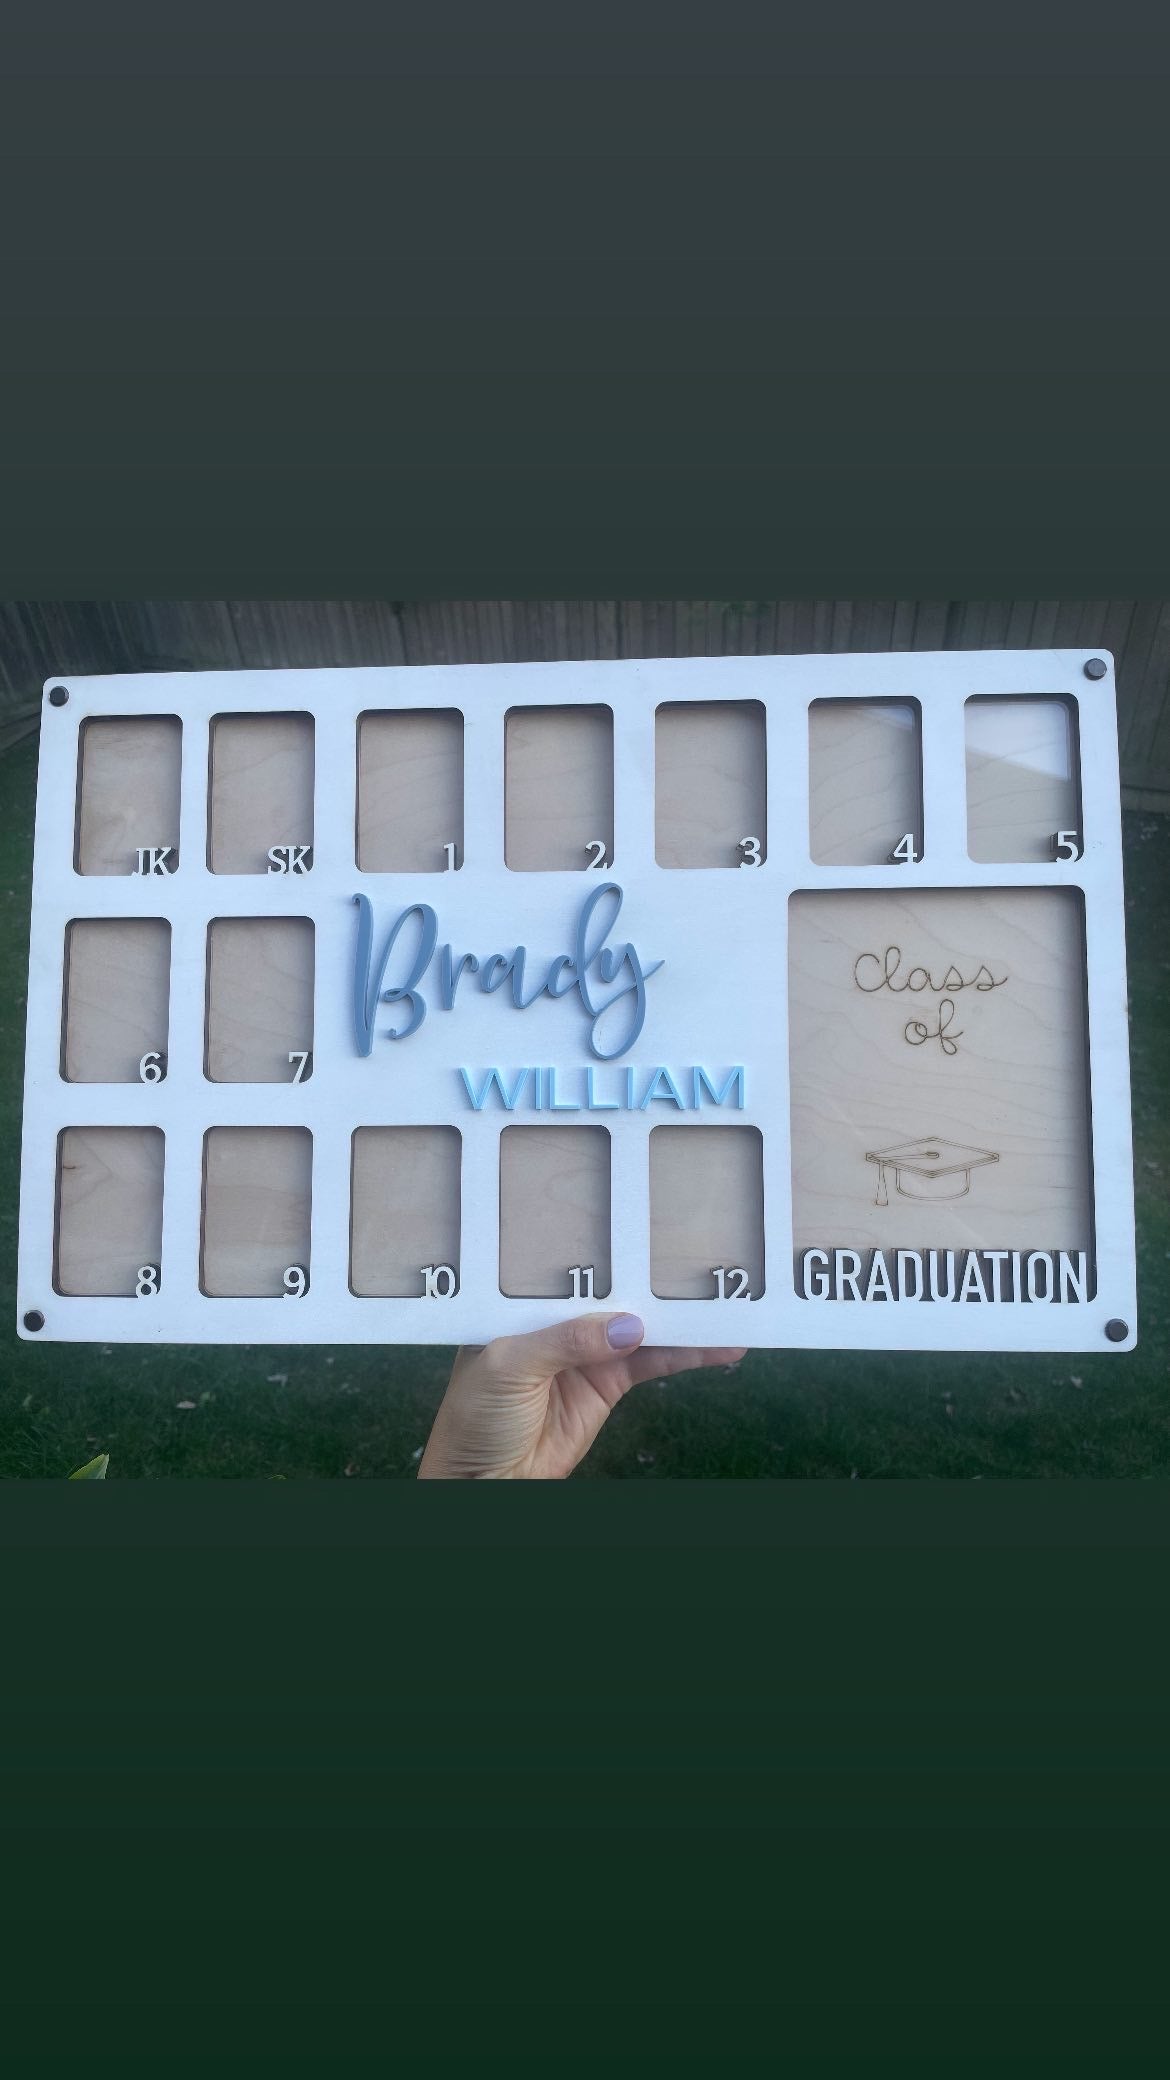 JK SK 1 2 3 4 5
6 7
Brady
WILLIAM
Class
of
8 9 10 11 12
GRADUATION